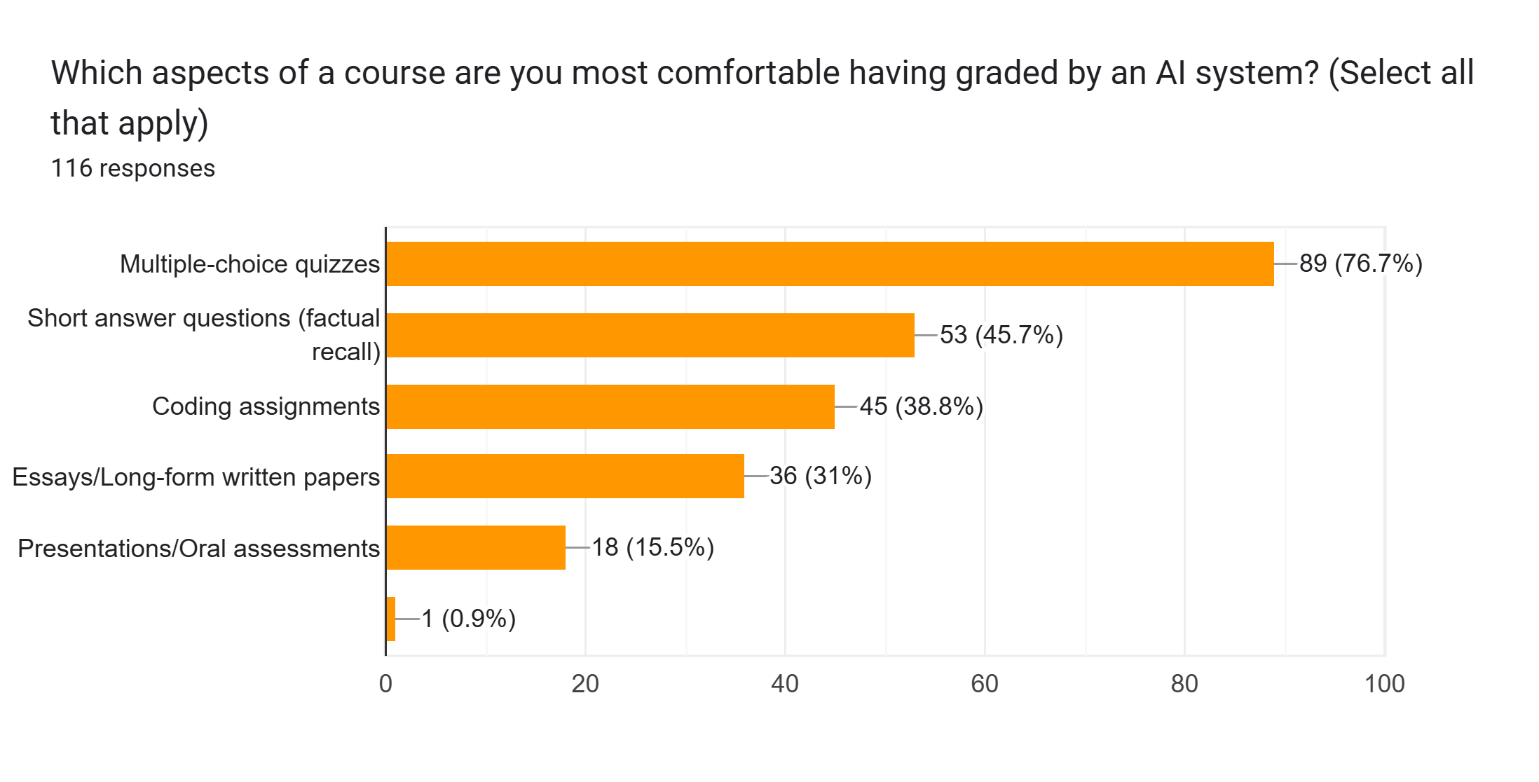 Which aspects of a course are you most comfortable having graded by an AI system? (Select all
that apply)
116 responses
Multiple-choice quizzes
89 (76.7%)
Short answer questions (factual
recall)
53 (45.7%)
Coding assignments
45 (38.8%)
Essays/Long-form written papers
36 (31%)
Presentations/Oral assessments
18 (15.5%)
1 (0.9%)
0 20 40 60 80 100